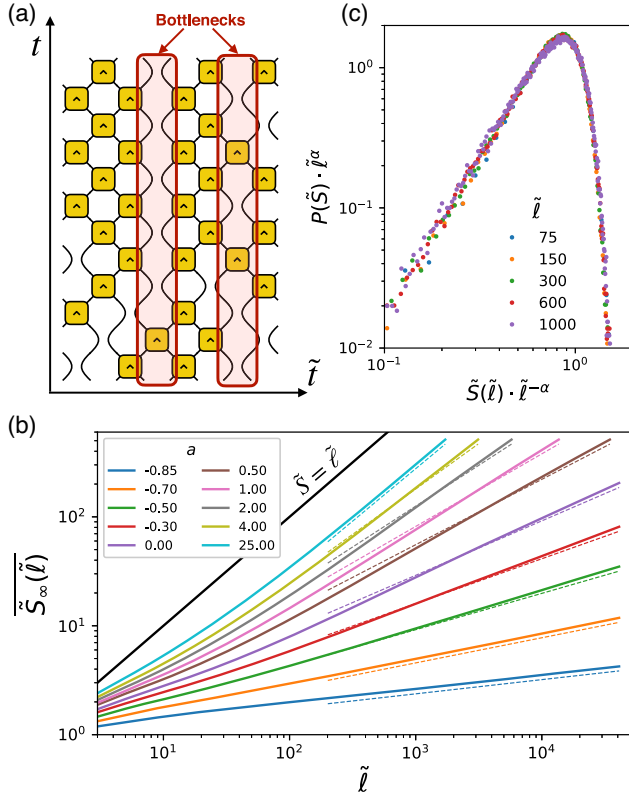 (a)
Bottlenecks
t
t̃
(c)
P(S̃) · ℓ̃^α
10^0
10^-1
10^-2
ℓ̃
75
150
300
600
1000
10^-1
10^0
S̃(ℓ̃) · ℓ̃^-α
(b)
a
-0.85
-0.70
-0.50
-0.30
0.00
0.50
1.00
2.00
4.00
25.00
S̃ = ℓ̃
S̃_∞(ℓ̃)
10^2
10^1
10^0
10^1
10^2
10^3
10^4
ℓ̃